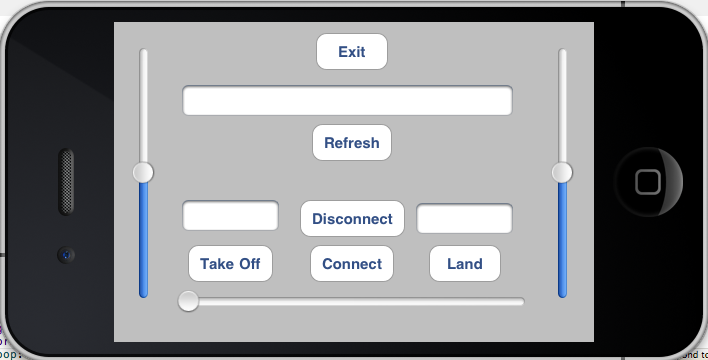 Exit
Refresh
Disconnect
Take Off
Connect
Land